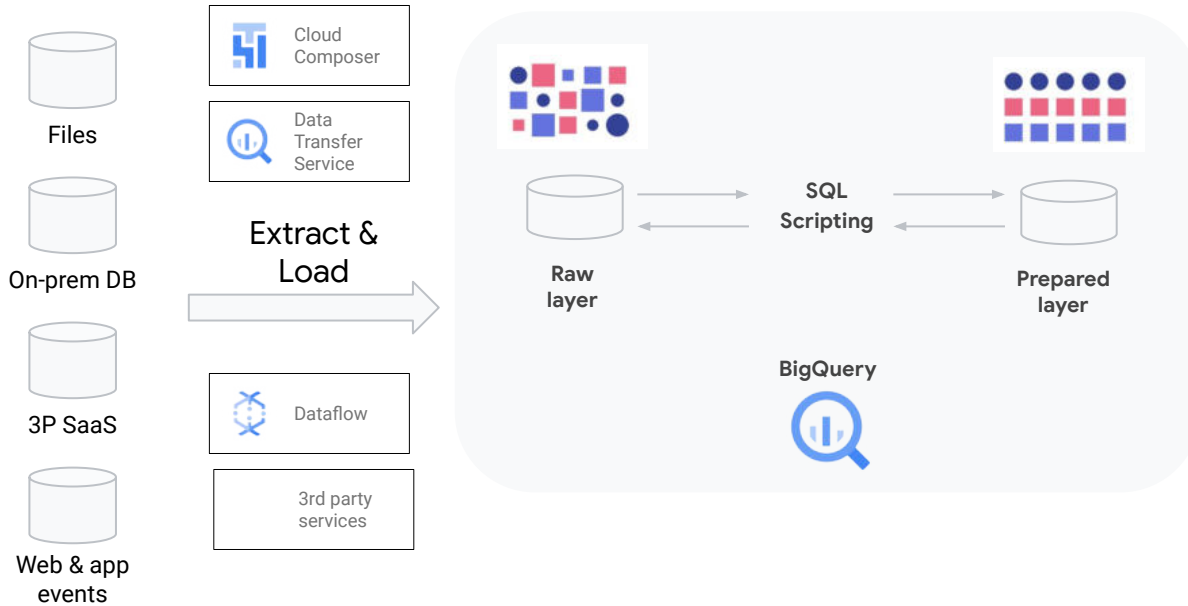 Files
On-prem DB
3P SaaS
Web & app
events
Cloud
Composer
Data
Transfer
Service
Extract &
Load
Dataflow
3rd party
services
Raw
layer
SQL
Scripting
Prepared
layer
BigQuery